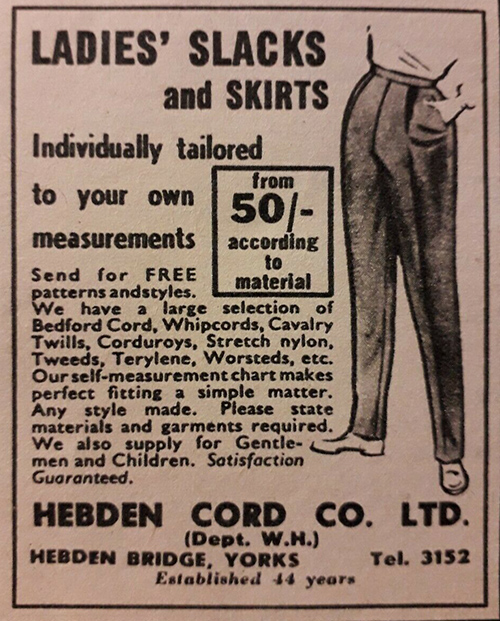 LADIES' SLACKS
and SKIRTS
Individually tailored
to your own
measurements
from
50/-
according
to
material
Send for FREE
patterns and styles.
We have a large selection of
Bedford Cord, Whipcords, Cavalry
Twills, Corduroys, Stretch nylon,
Tweeds, Terylene, Worsteds, etc.
Our self-measurement chart makes
perfect fitting a simple matter.
Any style made. Please state
materials and garments required.
We also supply for Gentle-
men and Children. Satisfaction
Guaranteed.
HEBDEN CORD CO. LTD.
(Dept. W.H.)
HEBDEN BRIDGE, YORKS Tel. 3152
Established 44 years